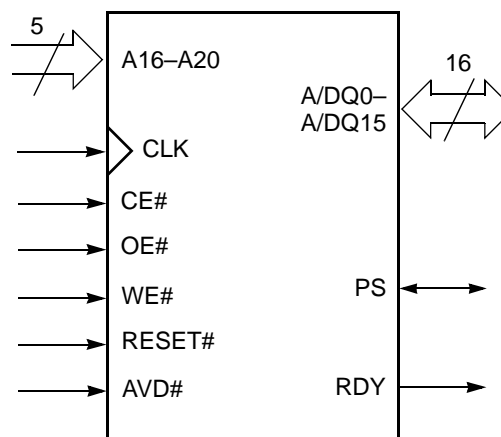 5
A16–A20
16
A/DQ0–
A/DQ15
CLK
CE#
OE#
WE#
PS
RESET#
AVD#
RDY